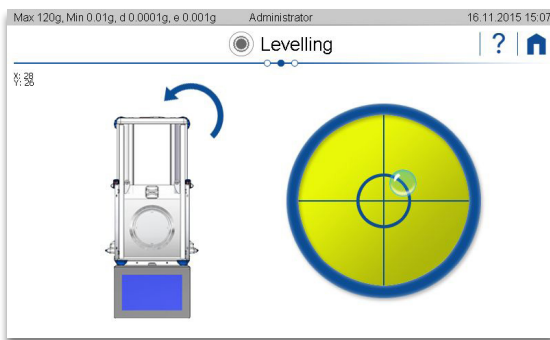 Max 120g, Min 0.01g, d 0.0001g, e 0.001g Administrator 16.11.2015 15:07
Levelling ?
X: 28
Y: 26